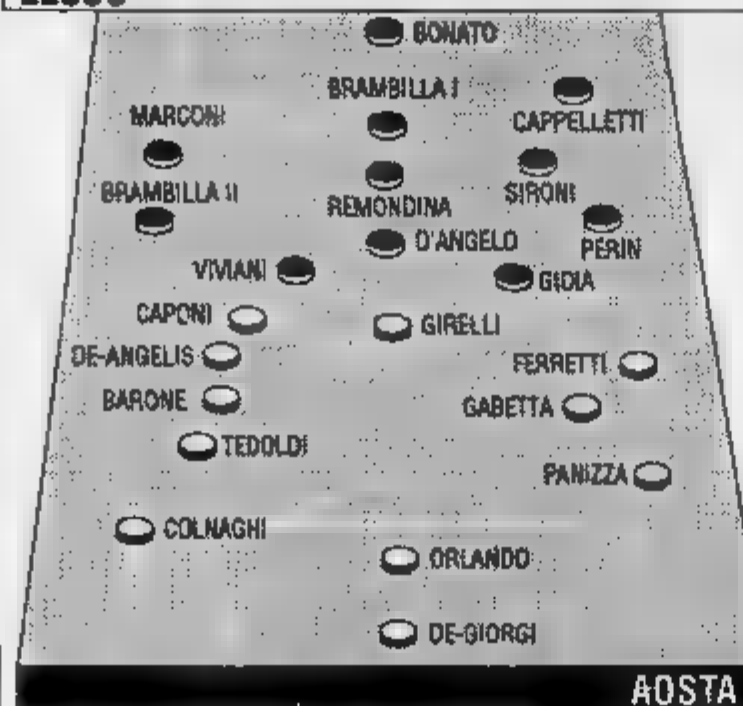 BONATO
BRAMBILLA I
MARCONI
CAPPELLETTI
BRAMBILLA II
REMONDINA
SIRONI
D'ANGELO
PERIN
VIVIANI
GIDIA
CAPONI
GIRELLI
DE-ANGELIS
FERRETTI
BARONE
GABETTA
TEDOLDI
PANIZZA
COLNAGHI
ORLANDO
DE-GIORGI
AOSTA